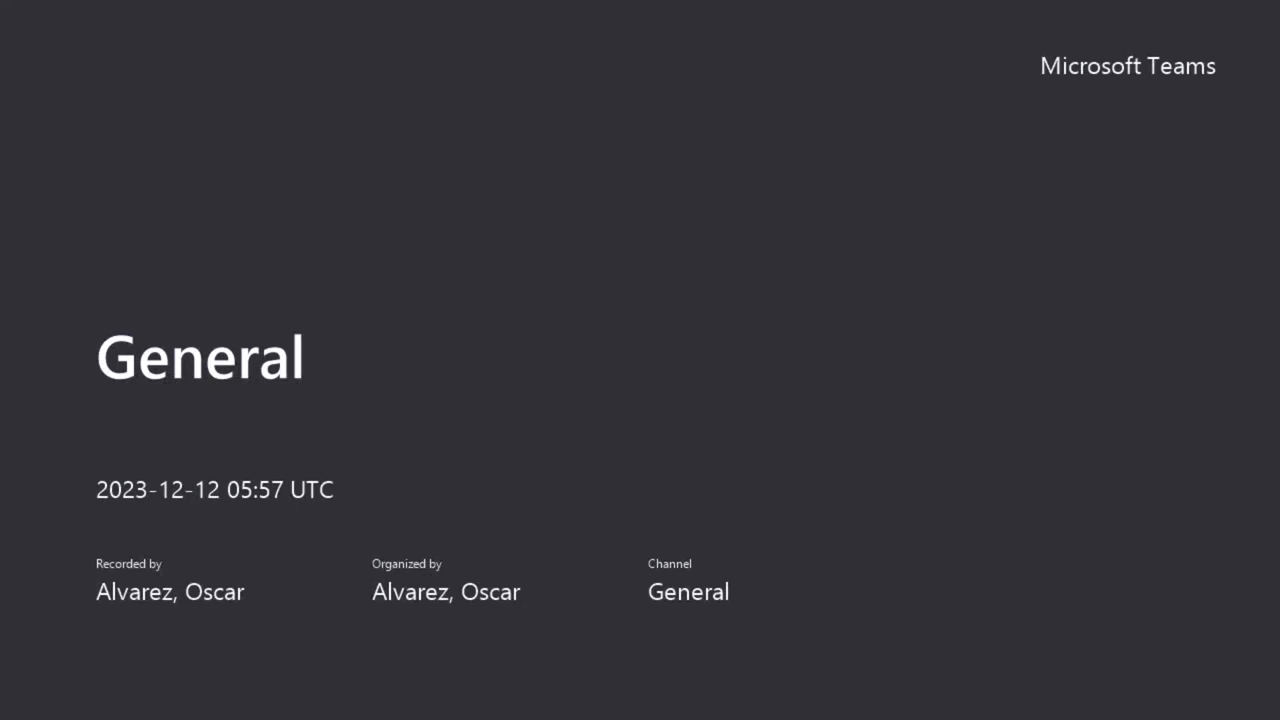 Microsoft Teams
General
2023-12-12 05:57 UTC
Recorded by
Alvarez, Oscar
Organized by
Alvarez, Oscar
Channel
General